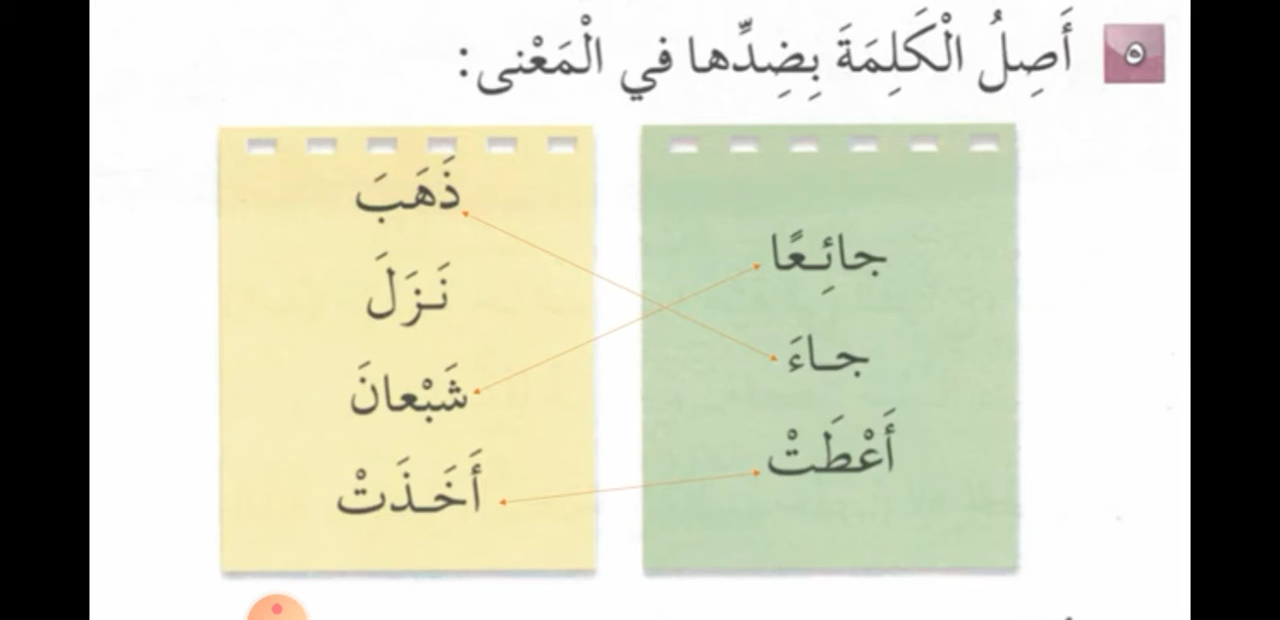 ٥ أَصِلُ الْكَلِمَةَ بِضِدِّها في الْمَعْنى:
جائِعًا
جاءَ
أَعْطَتْ
ذَهَبَ
نَزَلَ
شَبْعانَ
أَخَذَتْ